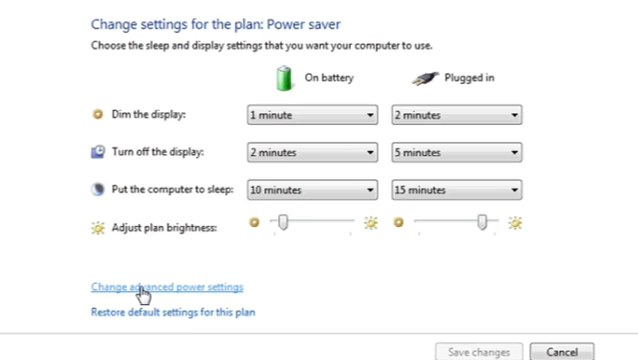 Change settings for the plan: Power saver
Choose the sleep and display settings that you want your computer to use.
On battery
Plugged in
Dim the display:
1 minute
2 minutes
Turn off the display:
2 minutes
5 minutes
Put the computer to sleep:
10 minutes
15 minutes
Adjust plan brightness:
Change advanced power settings
Restore default settings for this plan
Save changes
Cancel